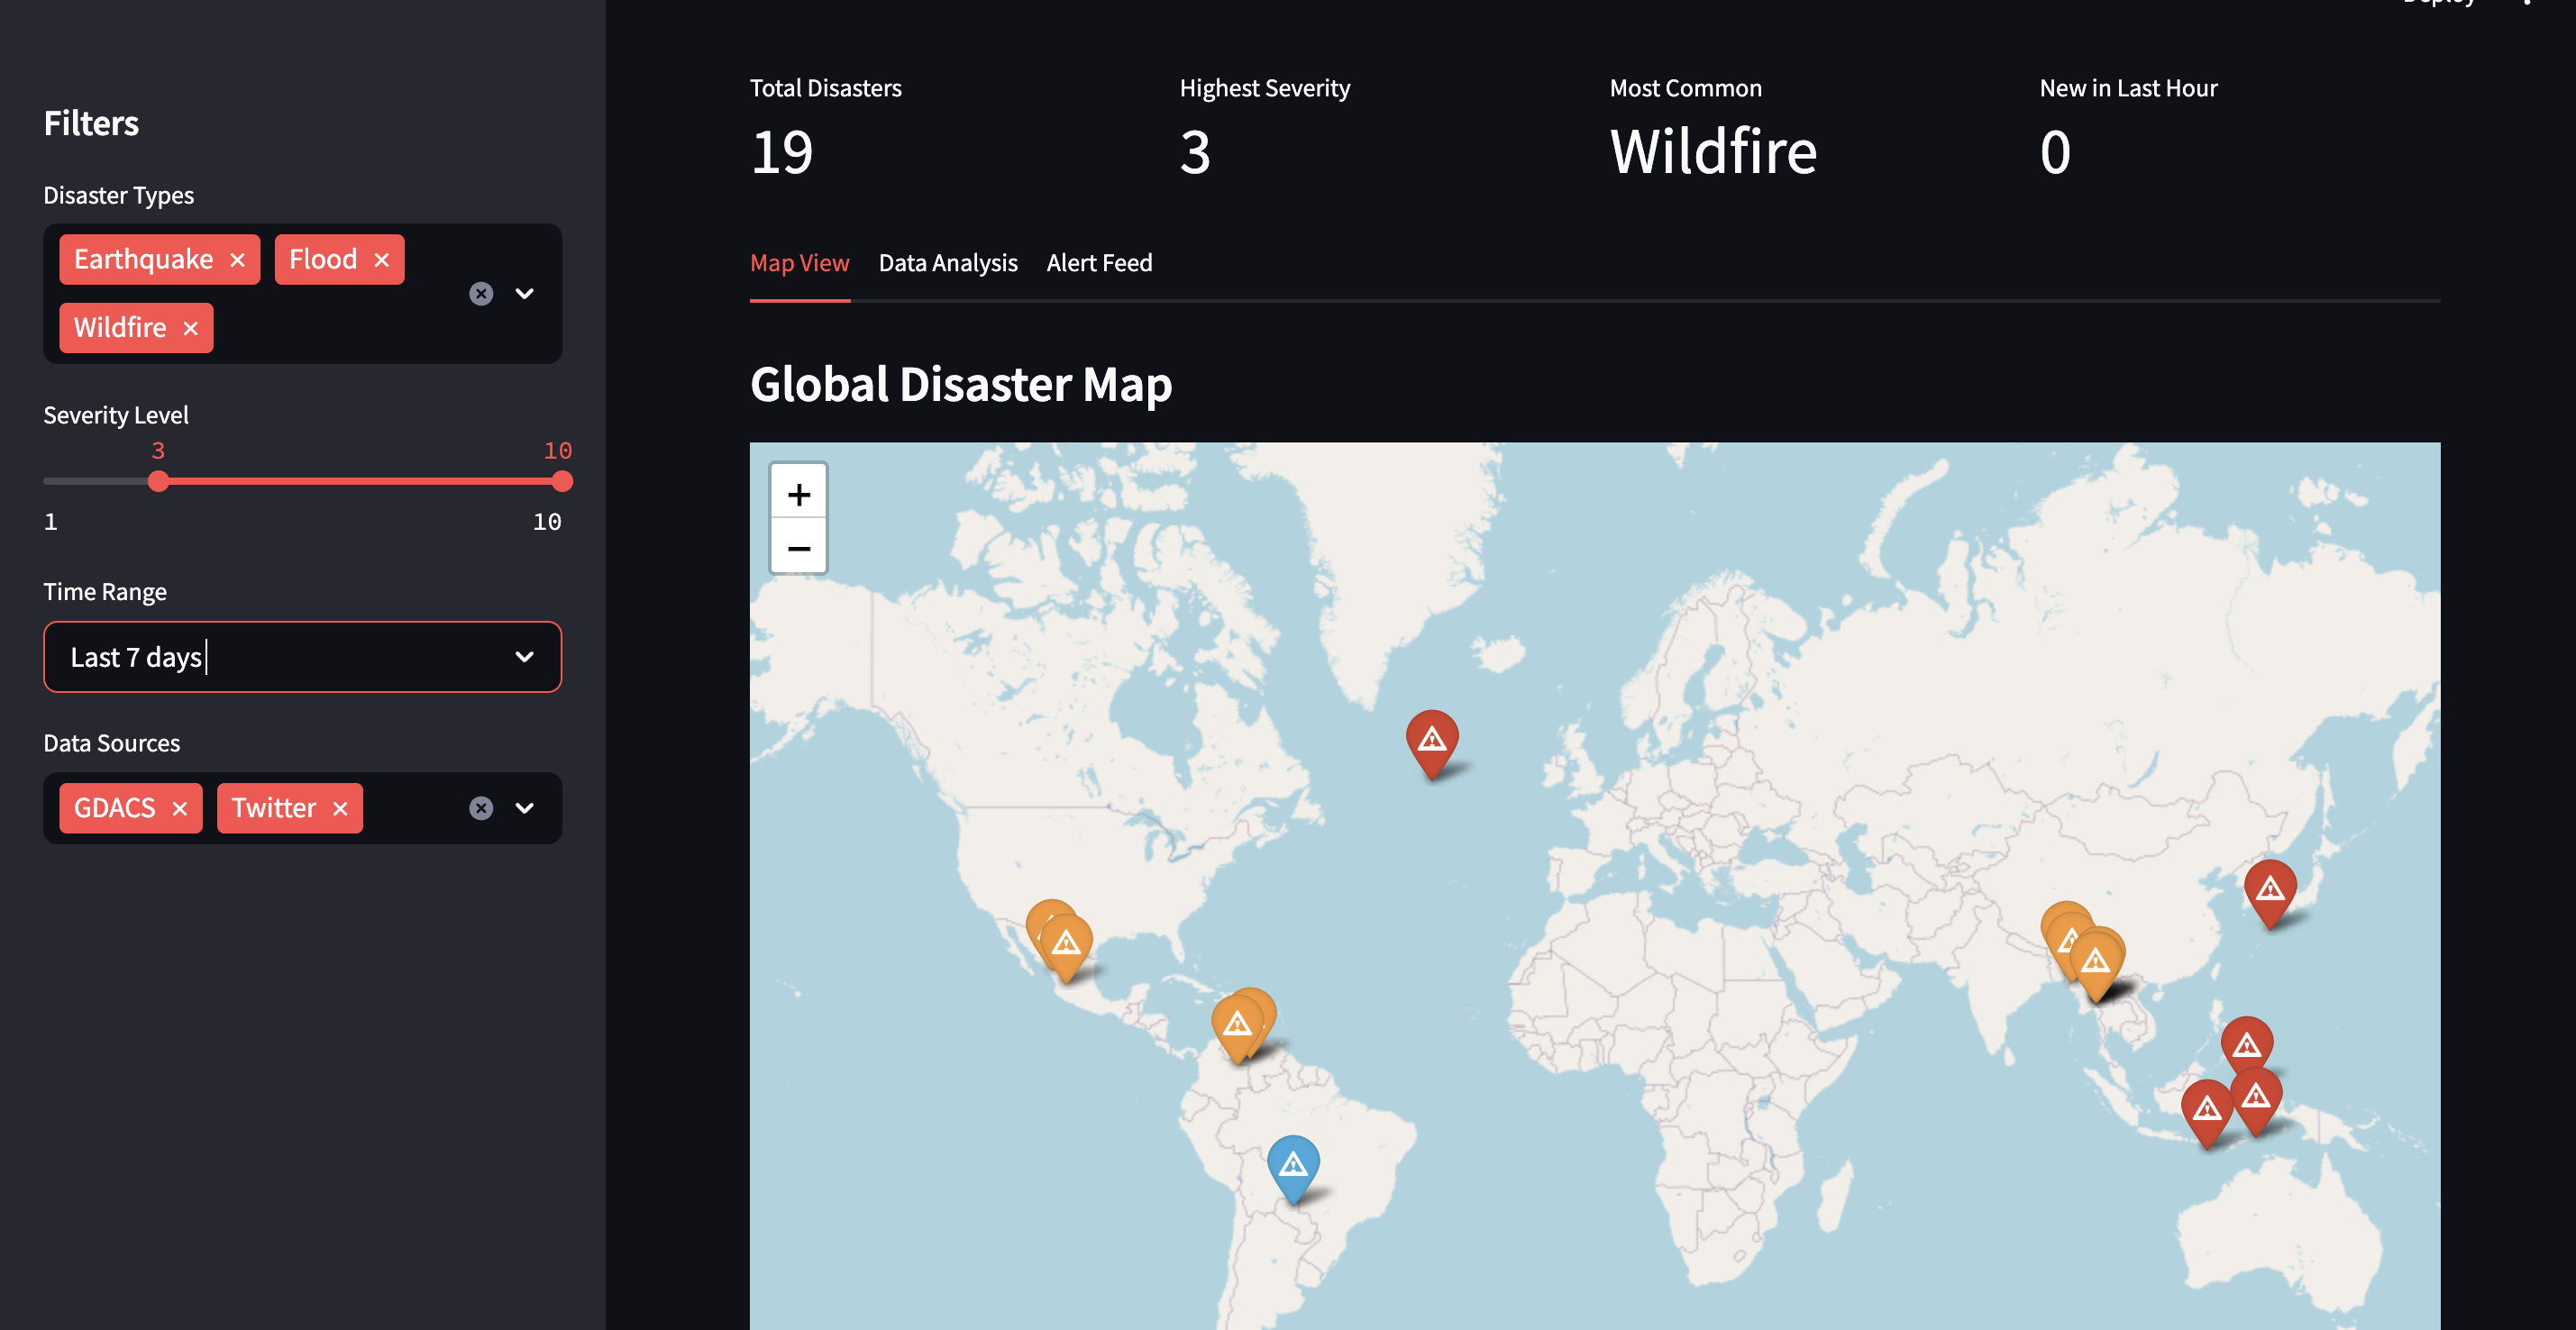 Deploy
Filters
Disaster Types
Earthquake
Flood
Wildfire
Severity Level
3
10
1
10
Time Range
Last 7 days
Data Sources
GDACS
Twitter
Total Disasters
19
Highest Severity
3
Most Common
Wildfire
New in Last Hour
0
Map View
Data Analysis
Alert Feed
Global Disaster Map
+
−